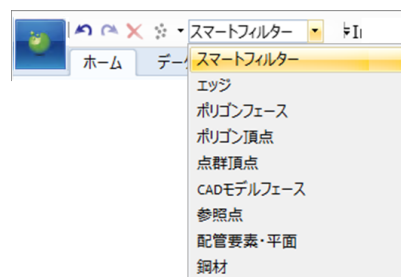 スマートフィルター
ホーム
スマートフィルター
エッジ
ポリゴンフェース
ポリゴン頂点
点群頂点
CADモデルフェース
参照点
配管要素・平面
鋼材